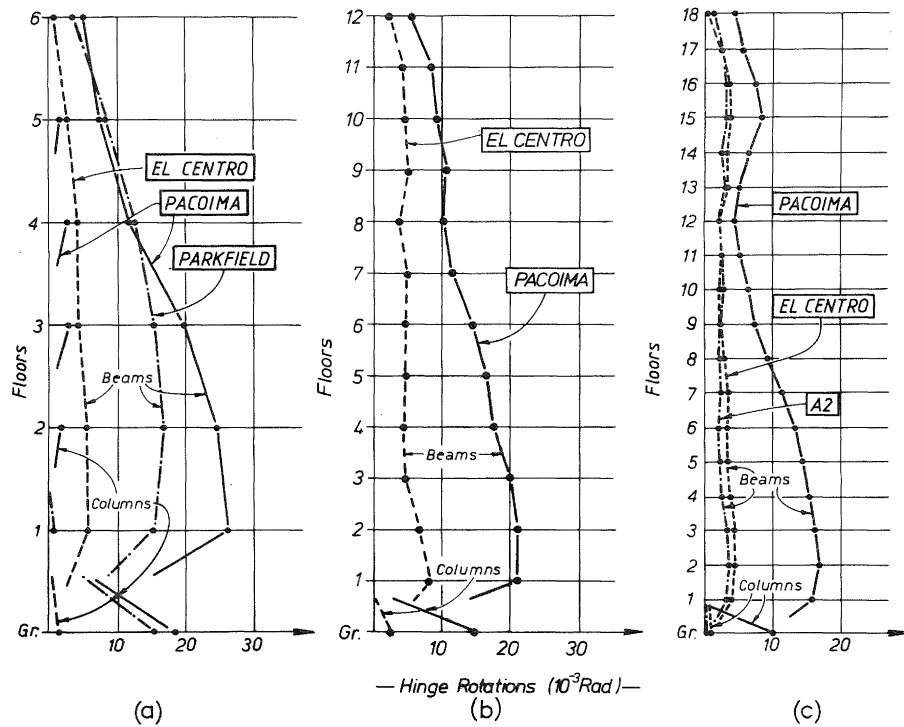 6
5
4
3
2
1
Gr.
Floors
EL CENTRO
PACOIMA
PARKFIELD
Beams
Columns
10
20
30
(a)
12
11
10
9
8
7
6
5
4
3
2
1
Floors
EL CENTRO
PACOIMA
Beams
Columns
10
20
30
— Hinge Rotations (10⁻³Rad)—
(b)
18
17
16
15
14
13
12
11
10
9
8
7
6
5
4
3
2
1
Gr.
Floors
PACOIMA
EL CENTRO
A2
Beams
Columns
10
20
(c)